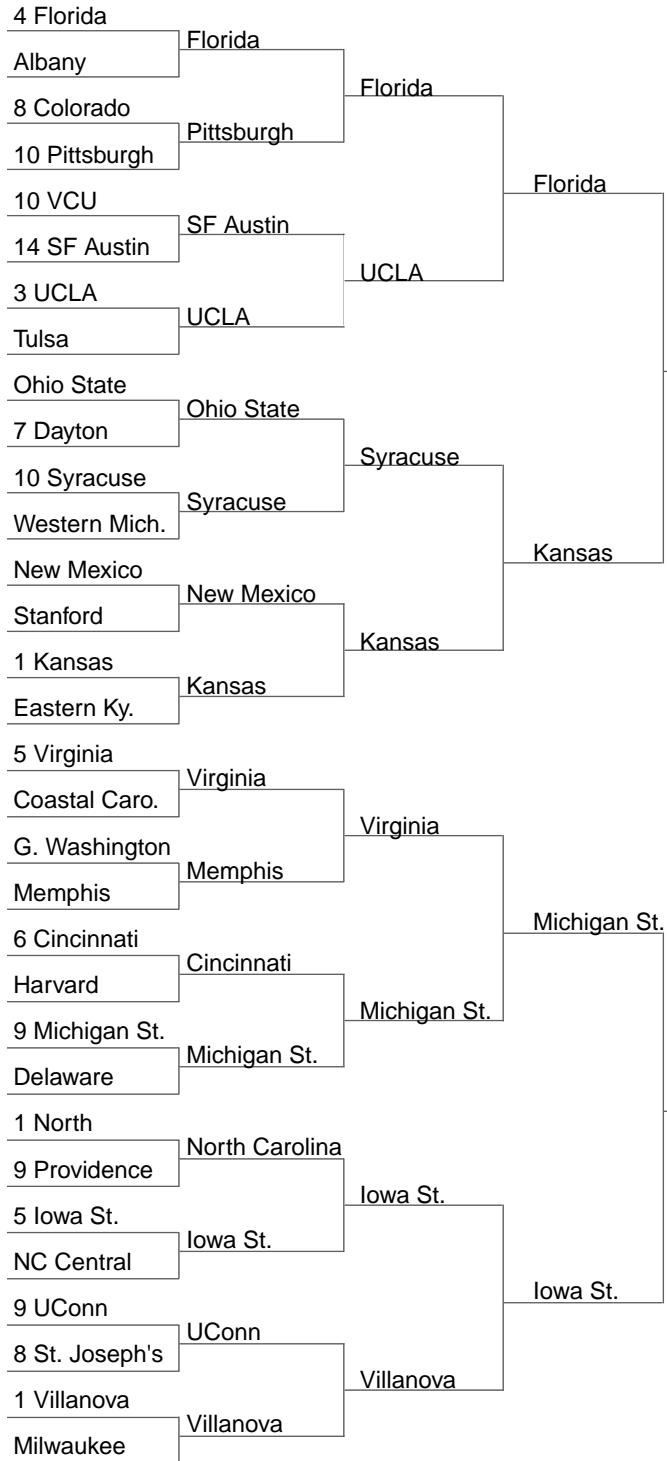 4 Florida
Albany
8 Colorado
10 Pittsburgh
10 VCU
14 SF Austin
3 UCLA
Tulsa
Ohio State
7 Dayton
10 Syracuse
Western Mich.
New Mexico
Stanford
1 Kansas
Eastern Ky.
5 Virginia
Coastal Caro.
G. Washington
Memphis
6 Cincinnati
Harvard
9 Michigan St.
Delaware
1 North
9 Providence
5 Iowa St.
NC Central
9 UConn
8 St. Joseph's
1 Villanova
Milwaukee
Florida
Pittsburgh
SF Austin
UCLA
Ohio State
Syracuse
New Mexico
Kansas
Virginia
Memphis
Cincinnati
Michigan St.
North Carolina
Iowa St.
UConn
Villanova
Florida
UCLA
Syracuse
Kansas
Virginia
Michigan St.
Iowa St.
Villanova
Florida
Kansas
Michigan St.
Iowa St.